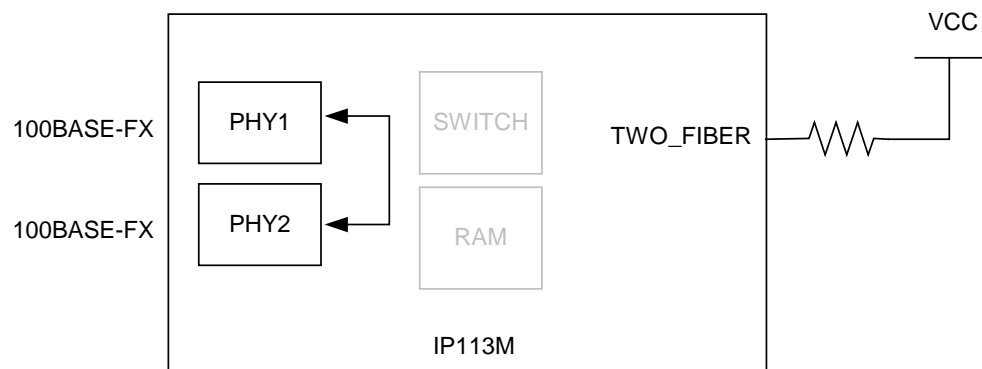 VCC
PHY1
SWITCH
100BASE-FX
TWO_FIBER
PHY2
100BASE-FX
RAM
IP113M